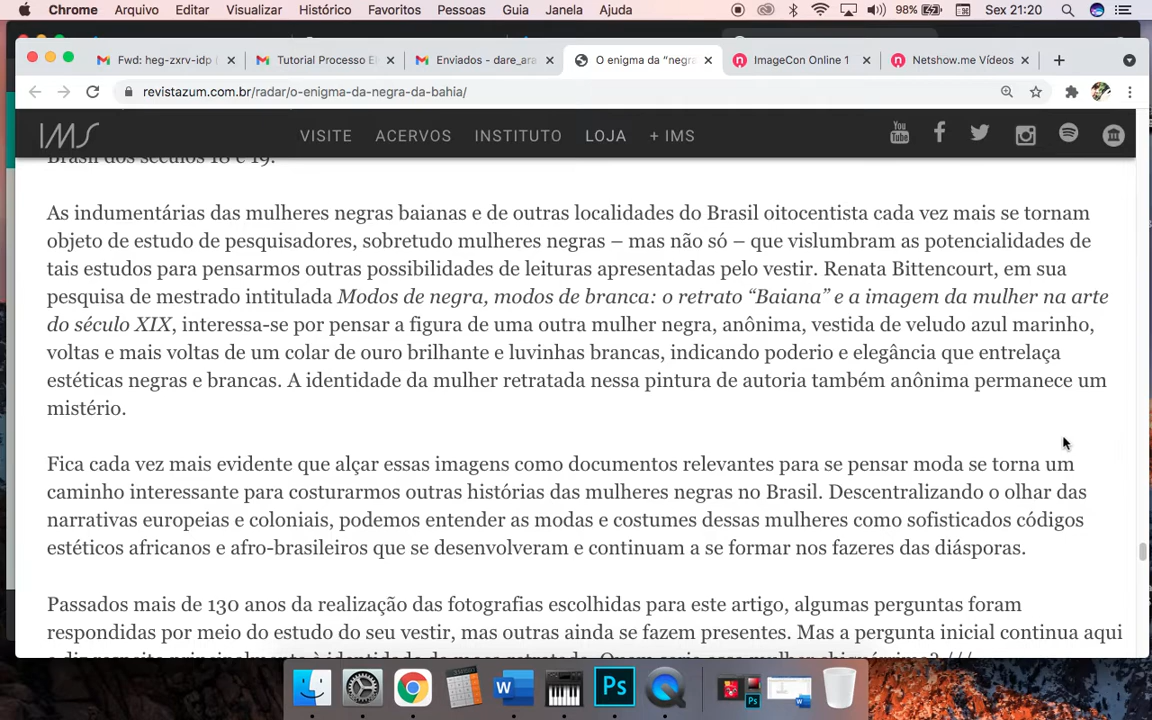 Chrome Arquivo Editar Visualizar Histórico Favoritos Pessoas Guia Janela Ajuda 98% Sex 21:20
Fwd: heg-zxrv-idp ( Tutorial Processo El Enviados - dare_ara O enigma da “negra ImageCon Online 1 Netshow.me Vídeos
revistazum.com.br/radar/o-enigma-da-negra-da-bahia/
IMS VISITE ACERVOS INSTITUTO LOJA + IMS You Tube
Brasil dos séculos 18 e 19.
As indumentárias das mulheres negras baianas e de outras localidades do Brasil oitocentista cada vez mais se tornam
objeto de estudo de pesquisadores, sobretudo mulheres negras – mas não só – que vislumbram as potencialidades de
tais estudos para pensarmos outras possibilidades de leituras apresentadas pelo vestir. Renata Bittencourt, em sua
pesquisa de mestrado intitulada Modos de negra, modos de branca: o retrato “Baiana” e a imagem da mulher na arte
do século XIX, interessa-se por pensar a figura de uma outra mulher negra, anônima, vestida de veludo azul marinho,
voltas e mais voltas de um colar de ouro brilhante e luvinhas brancas, indicando poderio e elegância que entrelaça
estéticas negras e brancas. A identidade da mulher retratada nessa pintura de autoria também anônima permanece um
mistério.
Fica cada vez mais evidente que alçar essas imagens como documentos relevantes para se pensar moda se torna um
caminho interessante para costurarmos outras histórias das mulheres negras no Brasil. Descentralizando o olhar das
narrativas europeias e coloniais, podemos entender as modas e costumes dessas mulheres como sofisticados códigos
estéticos africanos e afro-brasileiros que se desenvolveram e continuam a se formar nos fazeres das diásporas.
Passados mais de 130 anos da realização das fotografias escolhidas para este artigo, algumas perguntas foram
respondidas por meio do estudo do seu vestir, mas outras ainda se fazem presentes. Mas a pergunta inicial continua aqui
W Ps Ps W